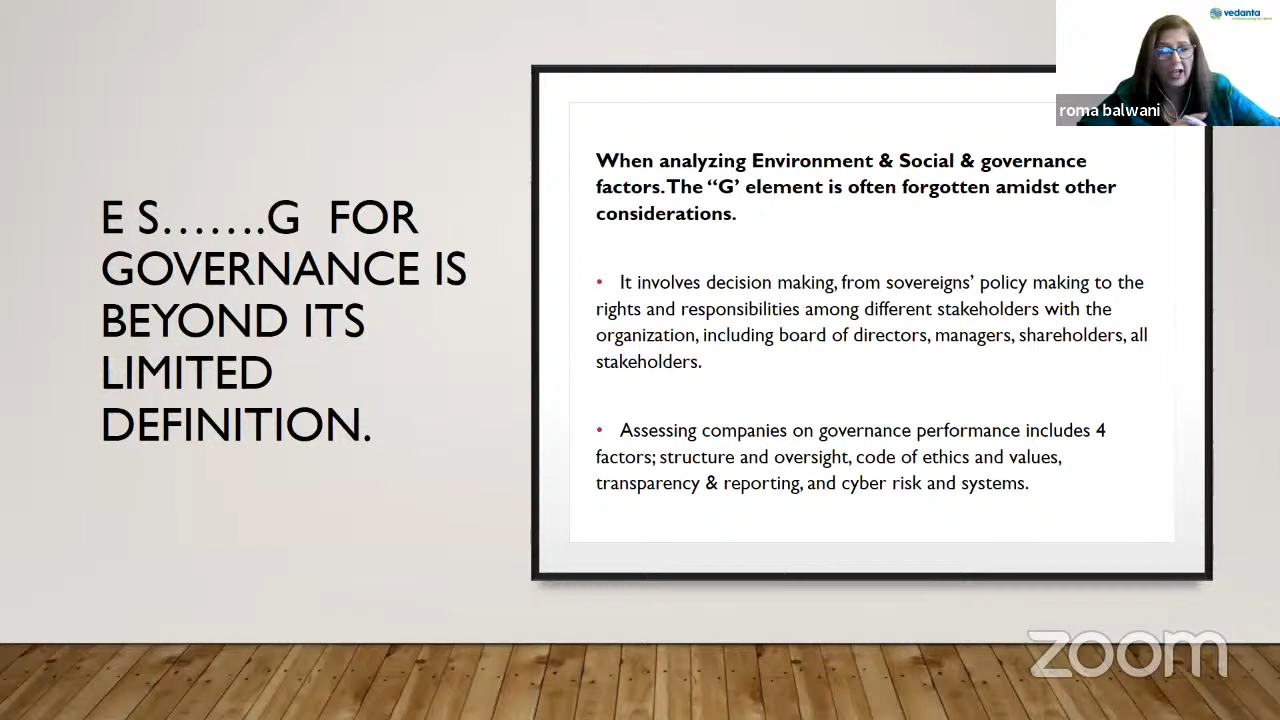 E S.......G FOR
GOVERNANCE IS
BEYOND ITS
LIMITED
DEFINITION.
When analyzing Environment & Social & governance
factors. The “G’ element is often forgotten amidst other
considerations.
• It involves decision making, from sovereigns’ policy making to the
rights and responsibilities among different stakeholders with the
organization, including board of directors, managers, shareholders, all
stakeholders.
• Assessing companies on governance performance includes 4
factors; structure and oversight, code of ethics and values,
transparency & reporting, and cyber risk and systems.
vedanta
roma balwani
zoom